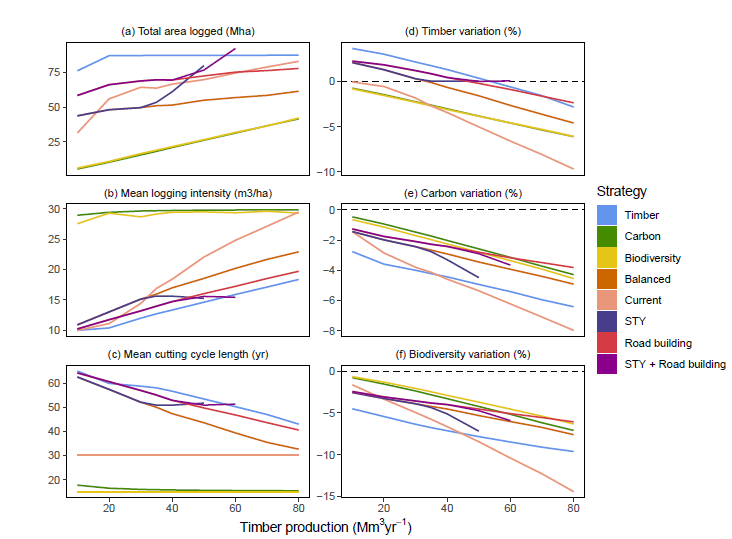 (a) Total area logged (Mha)
75
50
25
(b) Mean logging intensity (m3/ha)
30
25
20
15
10
(c) Mean cutting cycle length (yr)
60
50
40
30
20
20
40
60
80
(d) Timber variation (%)
0
−5
−10
(e) Carbon variation (%)
0
−2
−4
−6
−8
(f) Biodiversity variation (%)
0
−5
−10
−15
20
40
60
80
Timber production (Mm³yr⁻¹)
Strategy
Timber
Carbon
Biodiversity
Balanced
Current
STY
Road building
STY + Road building